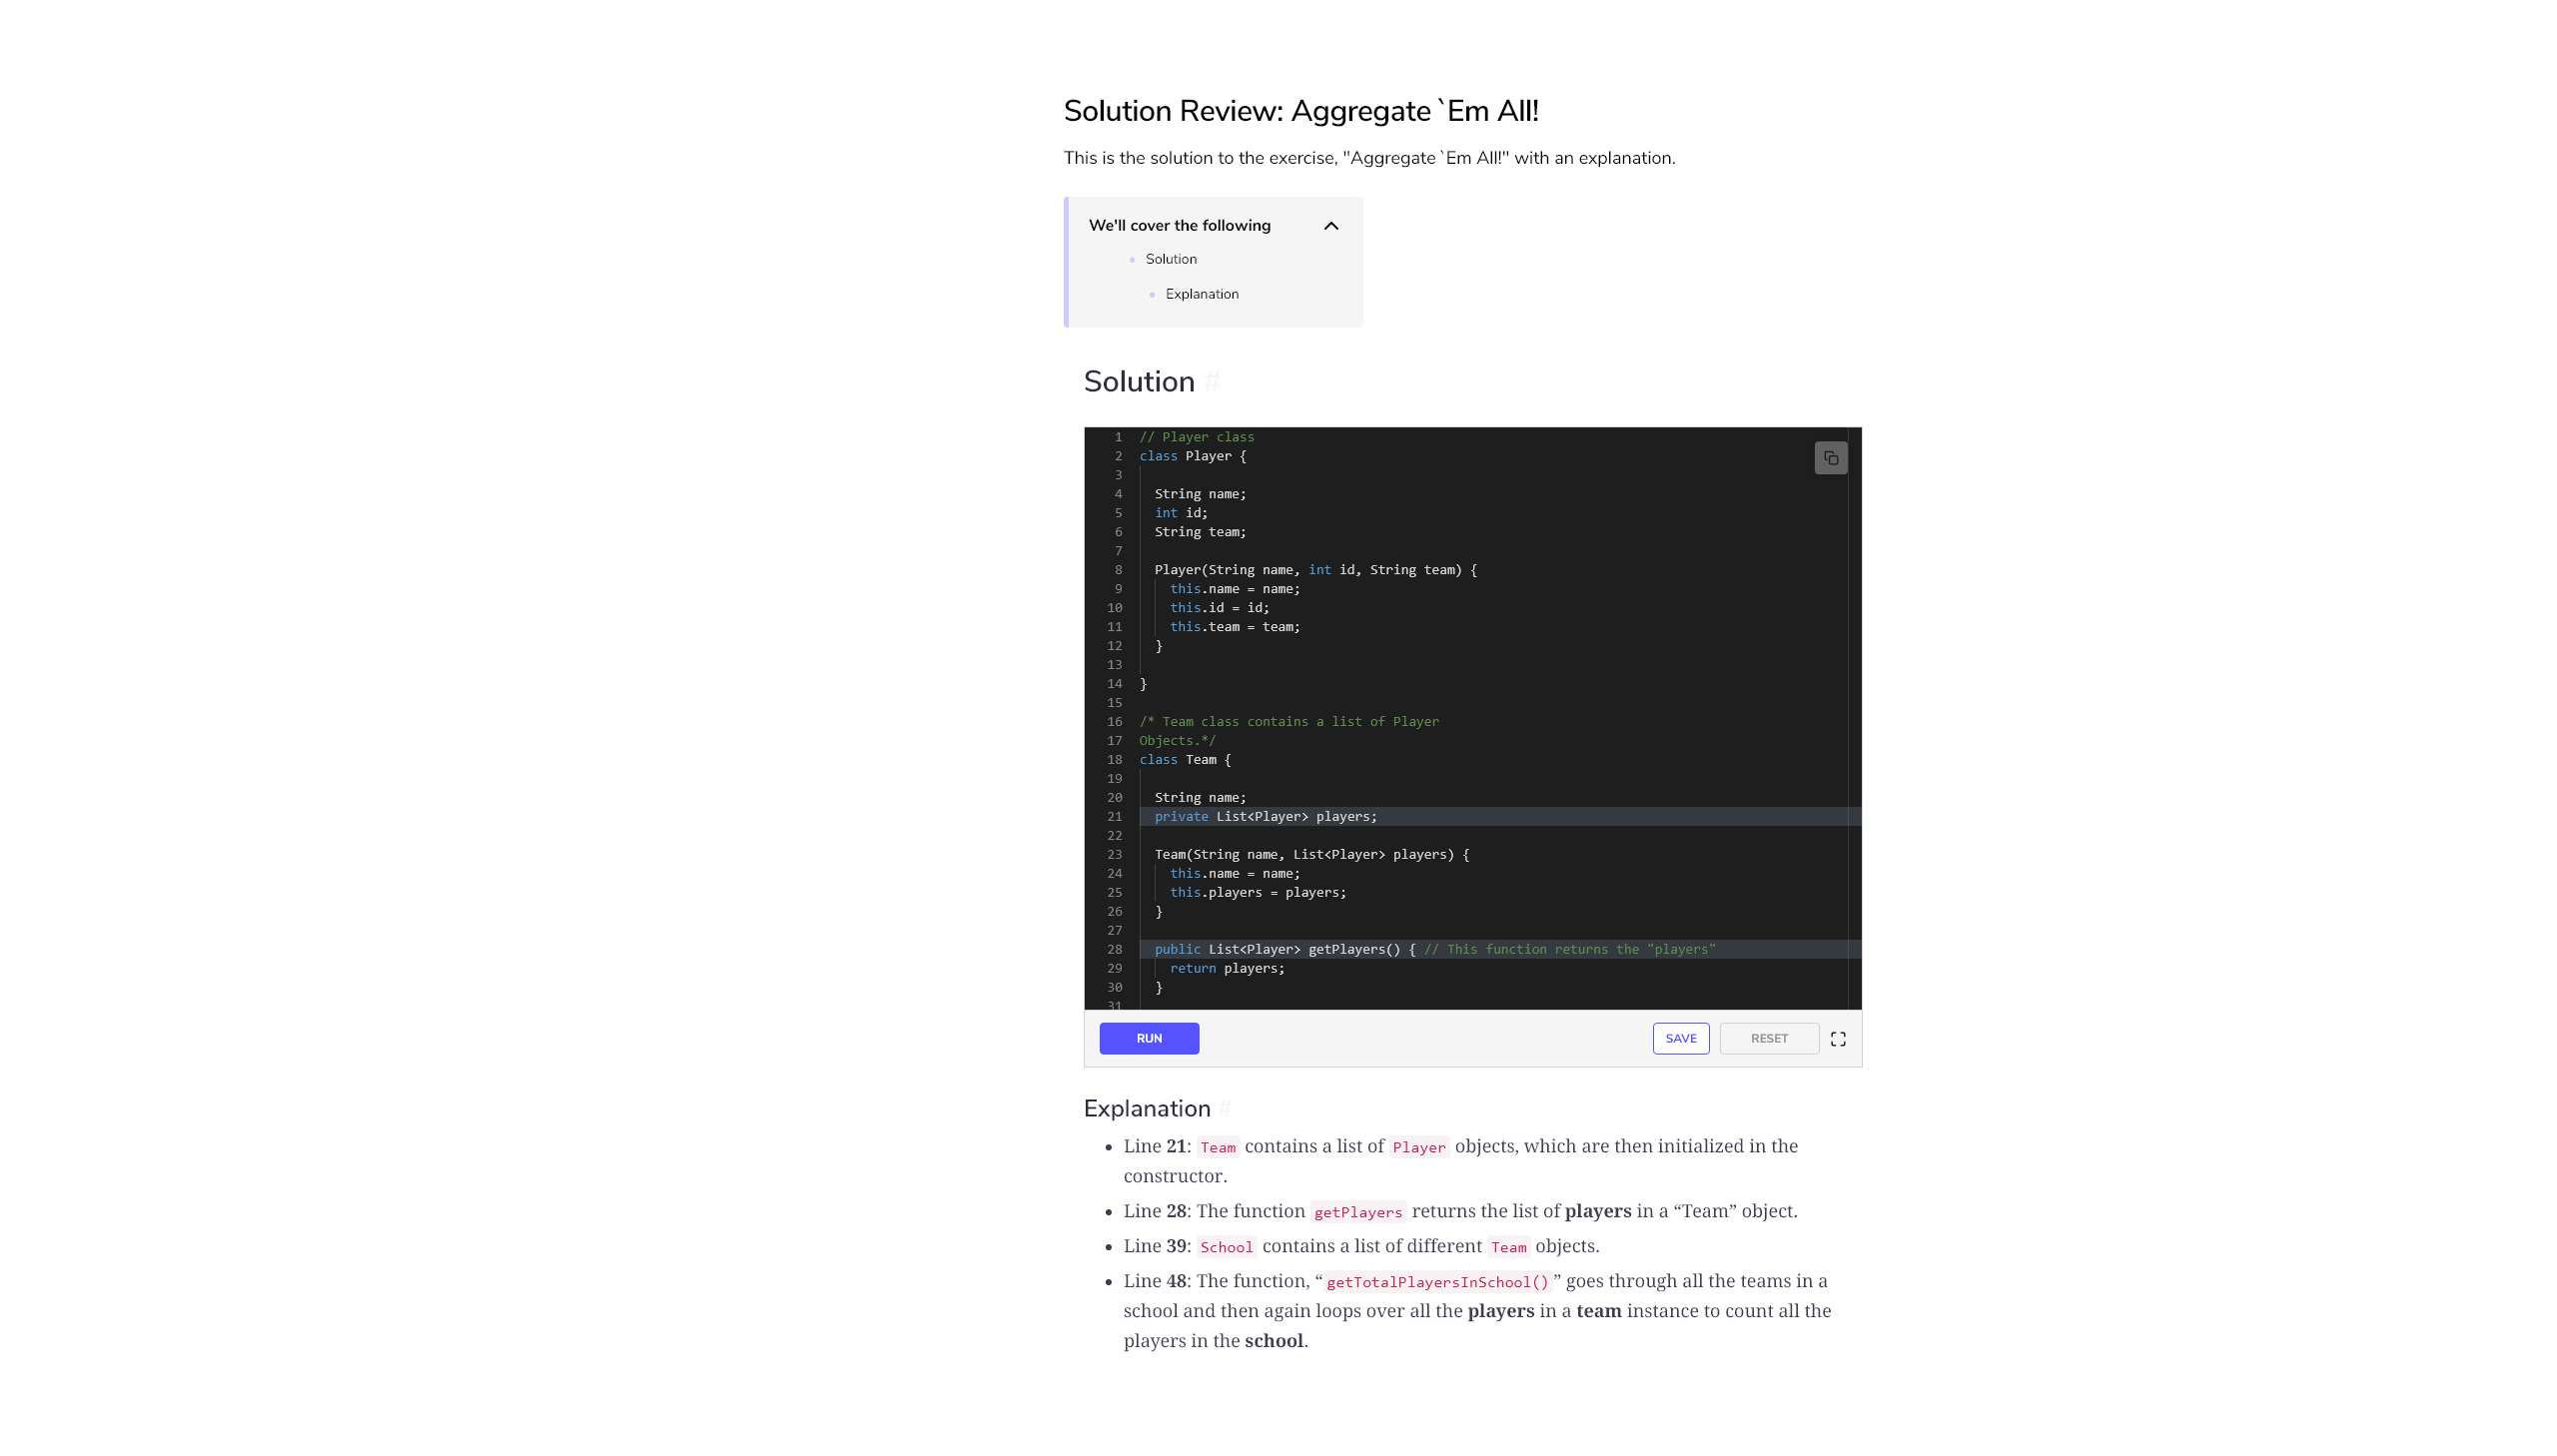 Solution Review: Aggregate `Em All!
This is the solution to the exercise, "Aggregate `Em All!" with an explanation.
We'll cover the following
Solution
Explanation
Solution #
1 // Player class
2 class Player {
3
4 String name;
5 int id;
6 String team;
7
8 Player(String name, int id, String team) {
9 this.name = name;
10 this.id = id;
11 this.team = team;
12 }
13
14 }
15
16 /* Team class contains a list of Player
17 Objects.*/
18 class Team {
19
20 String name;
21 private List<Player> players;
22
23 Team(String name, List<Player> players) {
24 this.name = name;
25 this.players = players;
26 }
27
28 public List<Player> getPlayers() { // This function returns the "players"
29 return players;
30 }
31
RUN SAVE RESET
Explanation #
• Line 21: Team contains a list of Player objects, which are then initialized in the
constructor.
• Line 28: The function getPlayers returns the list of players in a “Team” object.
• Line 39: School contains a list of different Team objects.
• Line 48: The function, “getTotalPlayersInSchool()” goes through all the teams in a
school and then again loops over all the players in a team instance to count all the
players in the school.